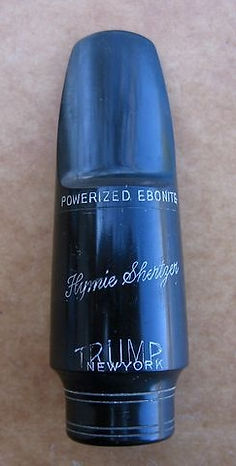 POWERIZED EBONITE
Hymie Shertzer
TRUMP
NEW YORK